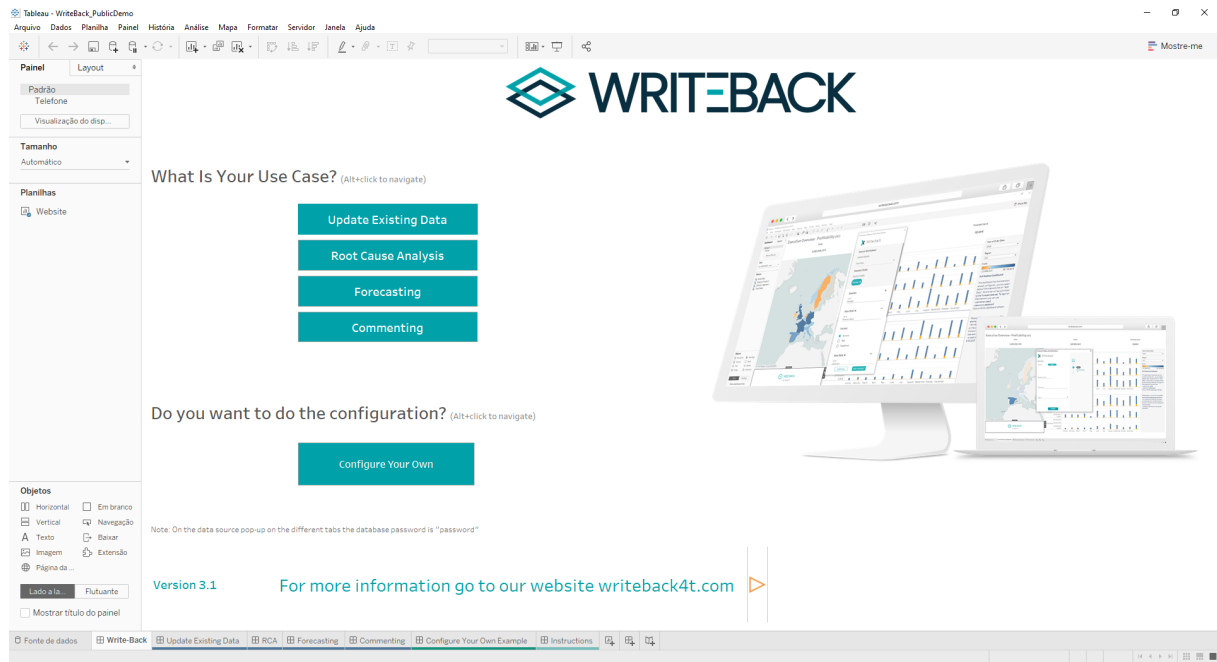 Tableau - WriteBack_PublicDemo
Arquivo Dados Planilha Painel História Análise Mapa Formatar Servidor Janela Ajuda
Mostre-me
Painel Layout
WRITEBACK
Padrão
Telefone
Visualização do disp...
Tamanho
Automático
Planilhas
Website
What Is Your Use Case? (Alt+click to navigate)
Update Existing Data
Root Cause Analysis
Forecasting
Commenting
Do you want to do the configuration? (Alt+click to navigate)
Configure Your Own
Note: On the data source pop-up on the different tabs the database password is "password"
Objetos
Horizontal Em branco
Vertical Navegação
Texto Baixar
Imagem Extensão
Página da ...
Lado a la... Flutuante
Mostrar título do painel
Version 3.1 For more information go to our website writeback4t.com
Fonte de dados Write-Back Update Existing Data RCA Forecasting Commenting Configure Your Own Example Instructions